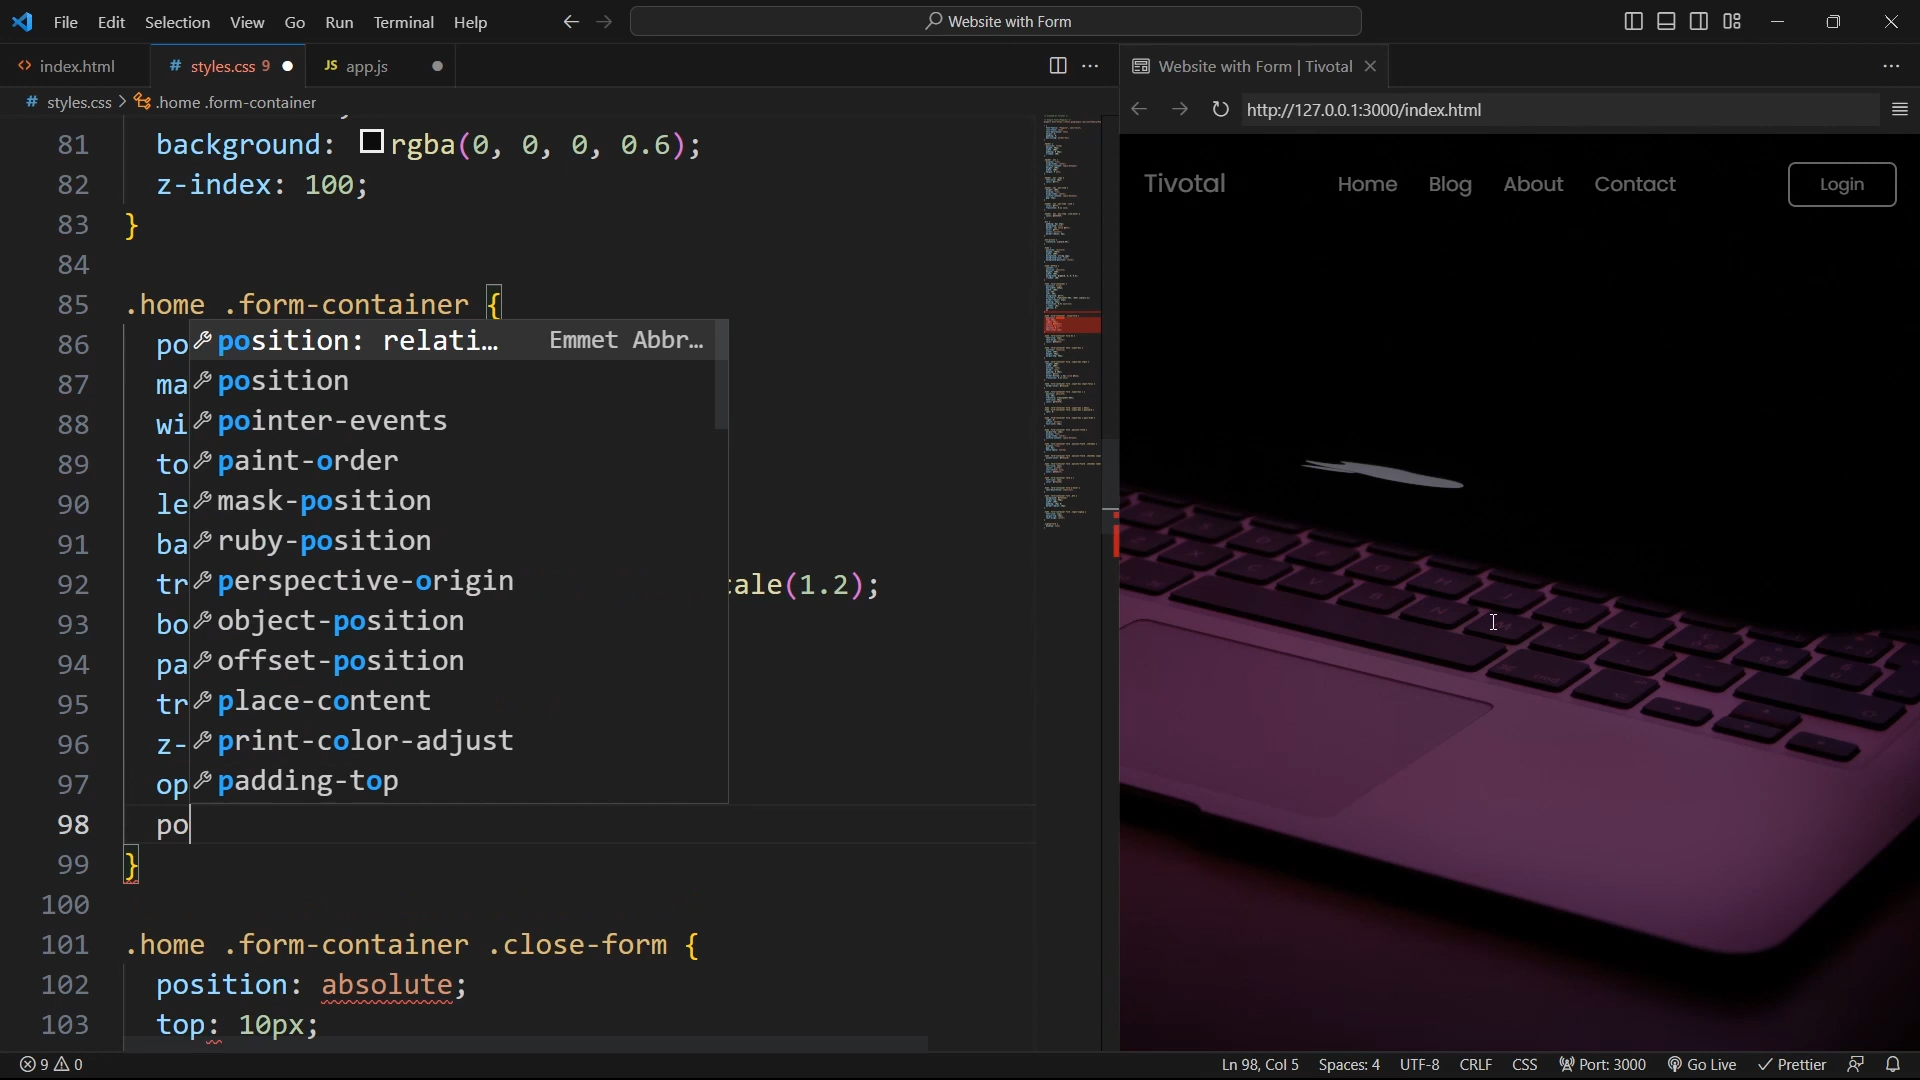 File Edit Selection View Go Run Terminal Help
Website with Form
index.html
# styles.css 9
JS app.js
Website with Form | Tivotal
# styles.css > .home .form-container
http://127.0.0.1:3000/index.html
81 background: rgba(0, 0, 0, 0.6);
82 z-index: 100;
83 }
84
85 .home .form-container {
86 po
87 ma
88 wi
89 to
90 le
91 ba
92 tr cale(1.2);
93 bo
94 pa
95 tr
96 z-
97 op
98 po
99 }
100
101 .home .form-container .close-form {
102 position: absolute;
103 top: 10px;
position: relati... Emmet Abbr...
position
pointer-events
paint-order
mask-position
ruby-position
perspective-origin
object-position
offset-position
place-content
print-color-adjust
padding-top
Tivotal Home Blog About Contact Login
9 0
Ln 98, Col 5 Spaces: 4 UTF-8 CRLF CSS Port: 3000 Go Live Prettier